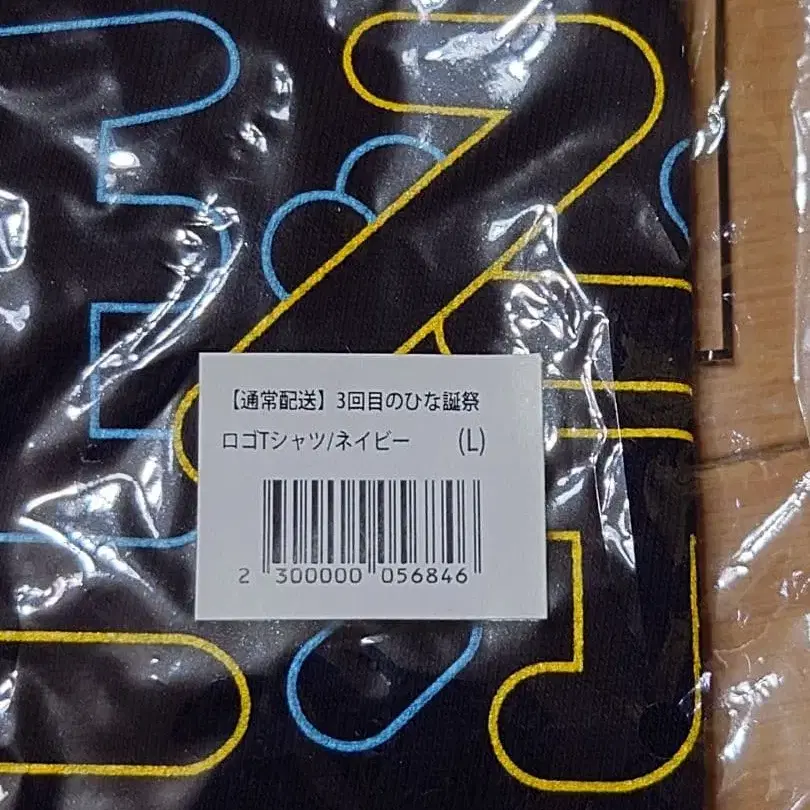 【通常配送】3回目のひな誕祭
ロゴTシャツ/ネイビー (L)
2 300000 056846